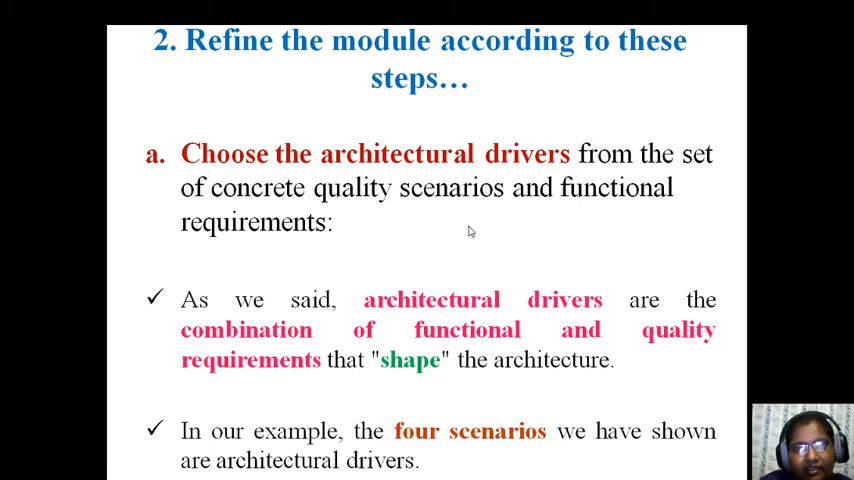 2. Refine the module according to these
steps…
a. Choose the architectural drivers from the set
of concrete quality scenarios and functional
requirements:
✓ As we said, architectural drivers are the
combination of functional and quality
requirements that "shape" the architecture.
✓ In our example, the four scenarios we have shown
are architectural drivers.